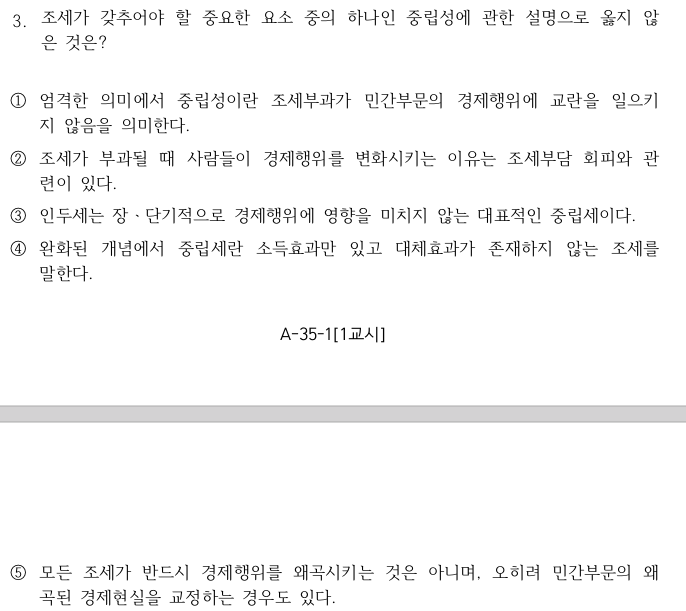 3. 조세가 갖추어야 할 중요한 요소 중의 하나인 중립성에 관한 설명으로 옳지 않
은 것은?
① 엄격한 의미에서 중립성이란 조세부과가 민간부문의 경제행위에 교란을 일으키
지 않음을 의미한다.
② 조세가 부과될 때 사람들이 경제행위를 변화시키는 이유는 조세부담 회피와 관
련이 있다.
③ 인두세는 장ㆍ단기적으로 경제행위에 영향을 미치지 않는 대표적인 중립세이다.
④ 완화된 개념에서 중립세란 소득효과만 있고 대체효과가 존재하지 않는 조세를
말한다.
A-35-1[1교시]
⑤ 모든 조세가 반드시 경제행위를 왜곡시키는 것은 아니며, 오히려 민간부문의 왜
곡된 경제현실을 교정하는 경우도 있다.